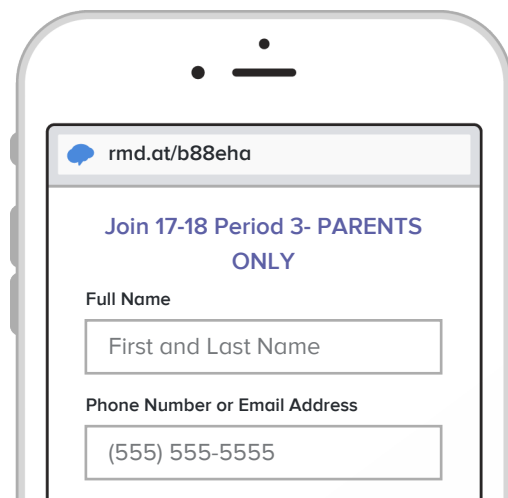 rmd.at/b88eha
Join 17-18 Period 3- PARENTS
ONLY
Full Name
First and Last Name
Phone Number or Email Address
(555) 555-5555